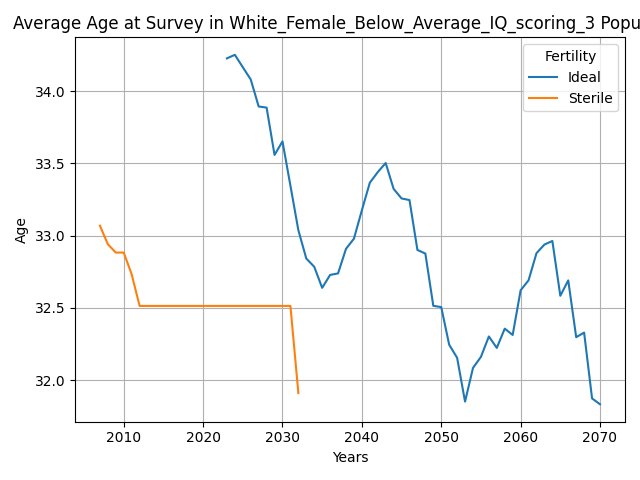 Average Age at Survey in White_Female_Below_Average_IQ_scoring_3 Popu
Fertility
Ideal
Sterile
Age
34.0
33.5
33.0
32.5
32.0
2010 2020 2030 2040 2050 2060 2070
Years